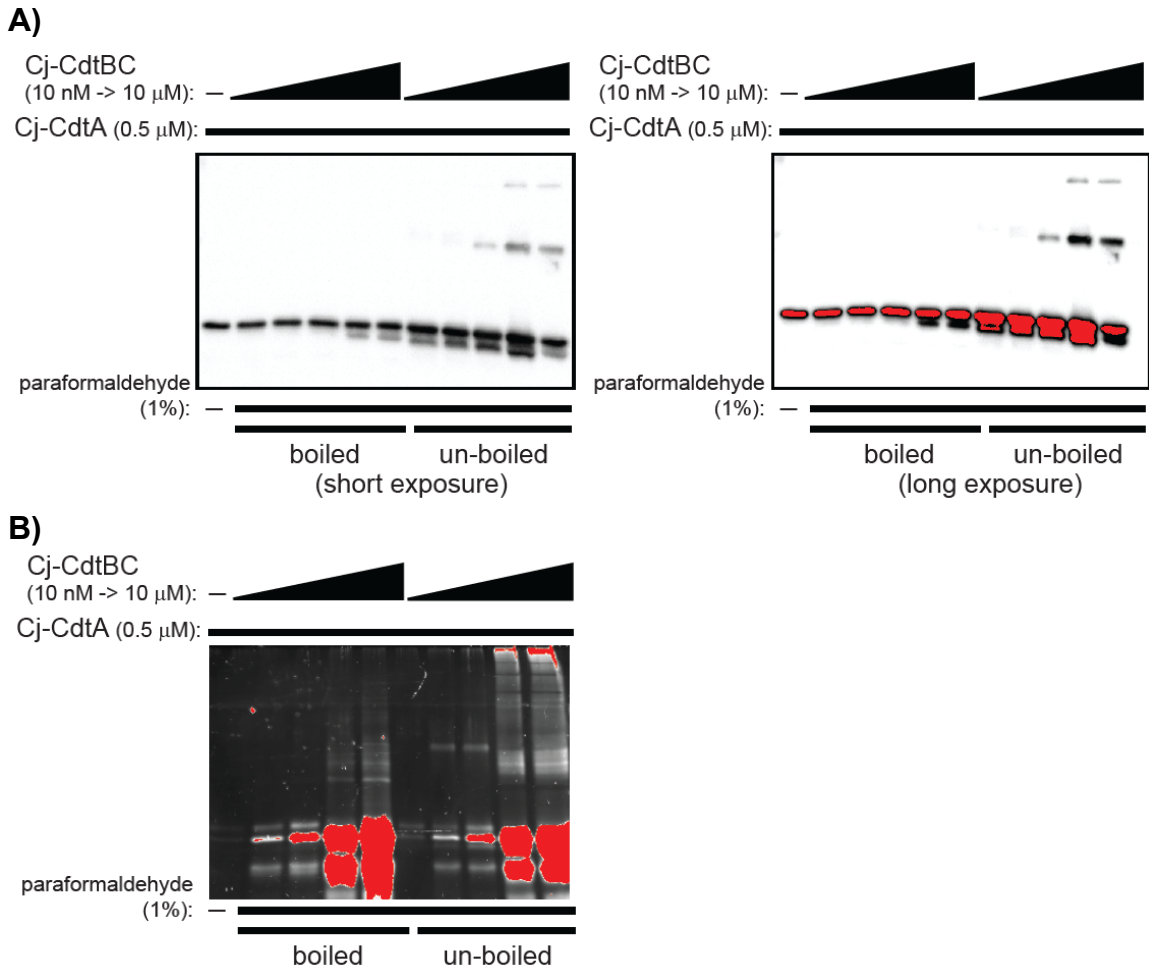 A)
Cj-CdtBC
(10 nM -> 10 μM): –
Cj-CdtA (0.5 μM):
paraformaldehyde
(1%): –
boiled un-boiled
(short exposure)
Cj-CdtBC
(10 nM -> 10 μM): –
Cj-CdtA (0.5 μM):
paraformaldehyde
(1%): –
boiled un-boiled
(long exposure)
B)
Cj-CdtBC
(10 nM -> 10 μM): –
Cj-CdtA (0.5 μM):
paraformaldehyde
(1%): –
boiled un-boiled